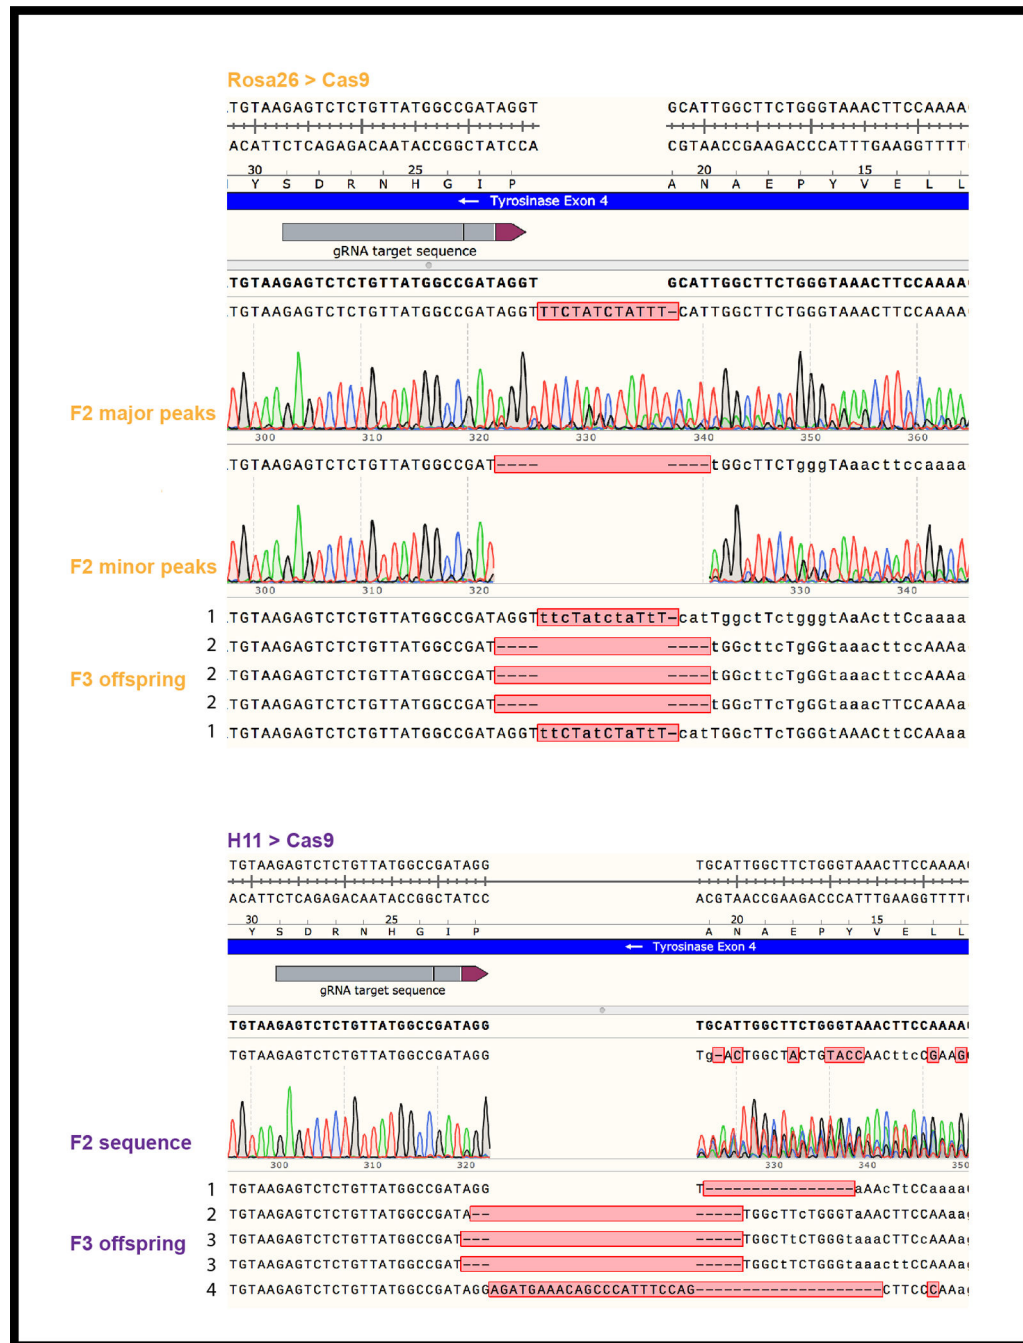 Rosa26 > Cas9
.TGTAAGAGTCTCTGTTATGGCCGATAGGT GCATTGGCTTCTGGGTAAACTTCCAAAA
ACATTCTCAGAGACAATACCGGCTATCCA CGTAACCGAAGACCCATTTGAAGGTTTT
30 25 20 15
Y S D R N H G I P A N A E P Y V E L L
← Tyrosinase Exon 4
gRNA target sequence
.TGTAAGAGTCTCTGTTATGGCCGATAGGT GCATTGGCTTCTGGGTAAACTTCCAAAA
.TGTAAGAGTCTCTGTTATGGCCGATAGGTTTCTATCTATTT-CATTGGCTTCTGGGTAAACTTCCAAAA
F2 major peaks
300 310 320 330 340 350 360
.TGTAAGAGTCTCTGTTATGGCCGAT---- ----tGGcTTCTgggTAaacttccaaaa
F2 minor peaks
300 310 320 330 340
1 .TGTAAGAGTCTCTGTTATGGCCGATAGGTttcTatctaTtT-catTggctTctgggtAaActtCcaaaa
2 .TGTAAGAGTCTCTGTTATGGCCGAT---- ----tGGcttcTgGGtaaacttccAAAa
F3 offspring
2 .TGTAAGAGTCTCTGTTATGGCCGAT---- ----tGGcttcTgGGtaaacttccAAAa
2 .TGTAAGAGTCTCTGTTATGGCCGAT---- ----tGGcTTcTgGGtaaacTTCCAAAa
1 .TGTAAGAGTCTCTGTTATGGCCGATAGGTttCTatCTaTtT-catTGGcTTcTGGGtAAACttCCAAaa
H11 > Cas9
TGTAAGAGTCTCTGTTATGGCCGATAGG TGCATTGGCTTCTGGGTAAACTTCCAAAA
ACATTCTCAGAGACAATACCGGCTATCC ACGTAACCGAAGACCCATTTGAAGGTTTT
30 25 20 15
Y S D R N H G I P A N A E P Y V E L L
← Tyrosinase Exon 4
gRNA target sequence
TGTAAGAGTCTCTGTTATGGCCGATAGG TGCATTGGCTTCTGGGTAAACTTCCAAAA
TGTAAGAGTCTCTGTTATGGCCGATAGG Tg-ACTGGCTACTGTACCAACttcCGAAG
F2 sequence
300 310 320 330 340 350
1 TGTAAGAGTCTCTGTTATGGCCGATAGG T----------------aAAcTtCCaaaa
2 TGTAAGAGTCTCTGTTATGGCCGATA-- -----TGGcTTcTGGGTaAACTTCCAAaa
F3 offspring
3 TGTAAGAGTCTCTGTTATGGCCGAT--- -----TGGCTtCTGGGTaaaCTTCcAAAa
3 TGTAAGAGTCTCTGTTATGGCCGAT--- -----TGGCtTCTGGGTaaacttCCAAAa
4 TGTAAGAGTCTCTGTTATGGCCGATAGGAGATGAAACAGCCCATTTCCAG--------------------CTTCCCAAa